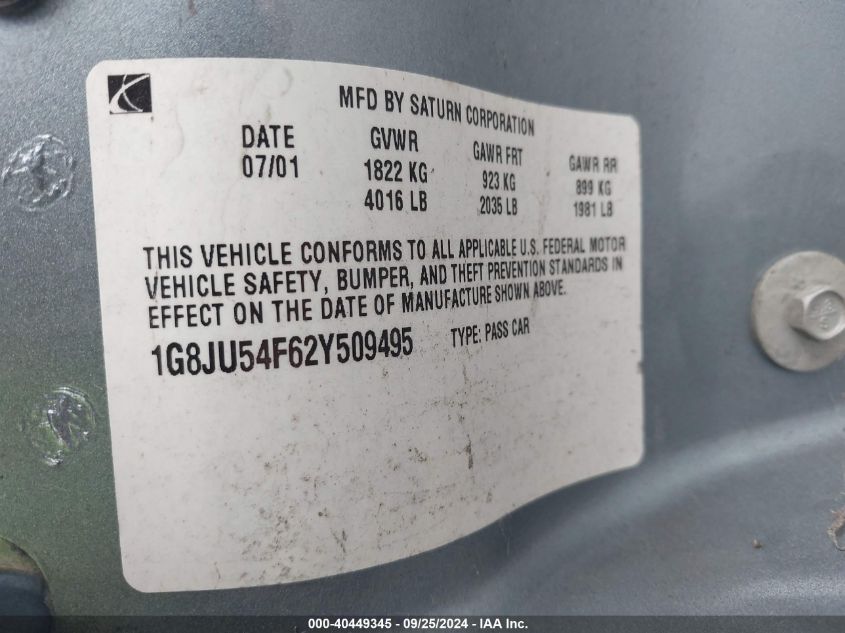 MFD BY SATURN CORPORATION
DATE GVWR GAWR FRT GAWR RR
07/01 1822 KG 923 KG 899 KG
4016 LB 2035 LB 1981 LB
THIS VEHICLE CONFORMS TO ALL APPLICABLE U.S. FEDERAL MOTOR
VEHICLE SAFETY, BUMPER, AND THEFT PREVENTION STANDARDS IN
EFFECT ON THE DATE OF MANUFACTURE SHOWN ABOVE.
1G8JU54F62Y509495 TYPE: PASS CAR
000-40449345 - 09/25/2024 - IAA Inc.